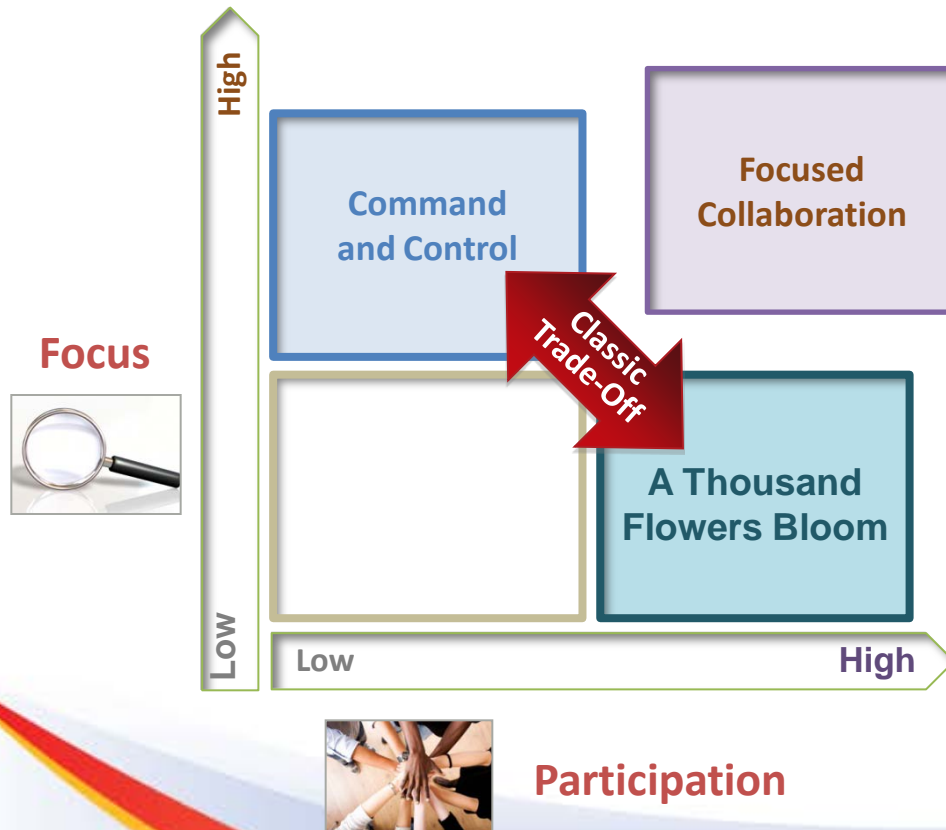 High
Command
and Control
Focused
Collaboration
Classic
Trade-Off
Focus
A Thousand
Flowers Bloom
Low
Low
High
Participation